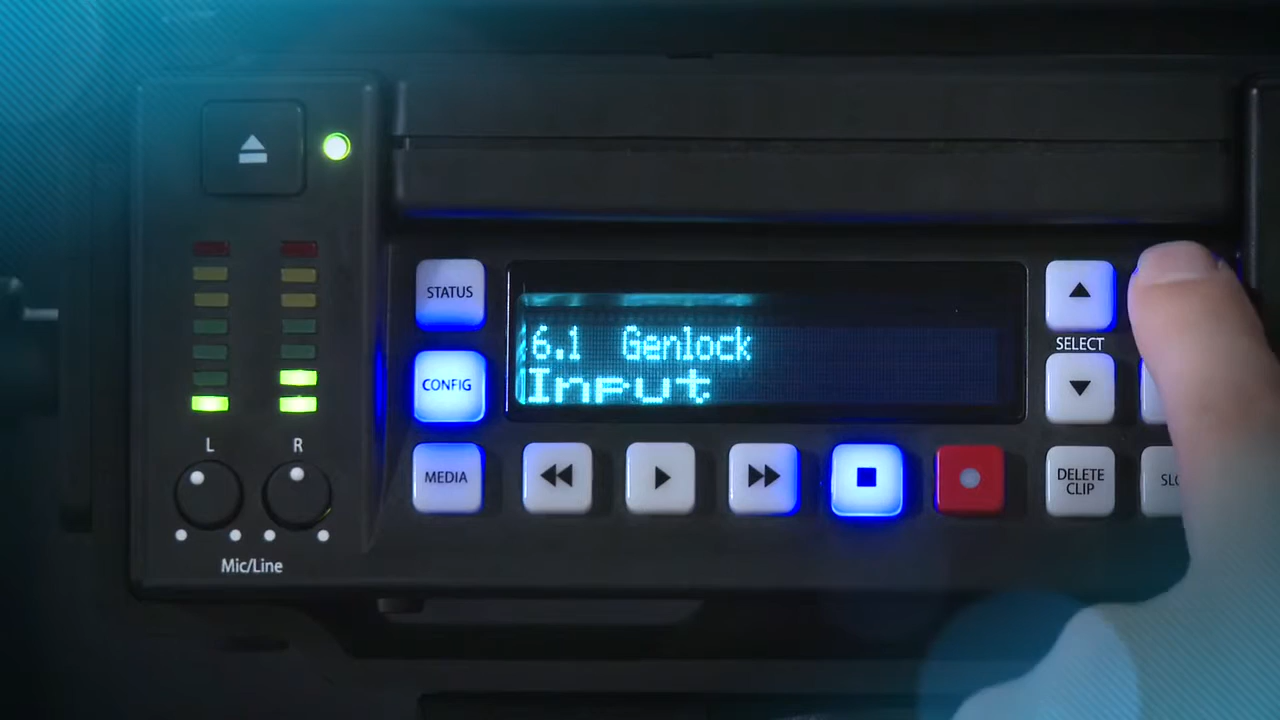 STATUS
6.1 Genlock
Input
SELECT
CONFIG
L
R
MEDIA
DELETE
CLIP
Mic/Line